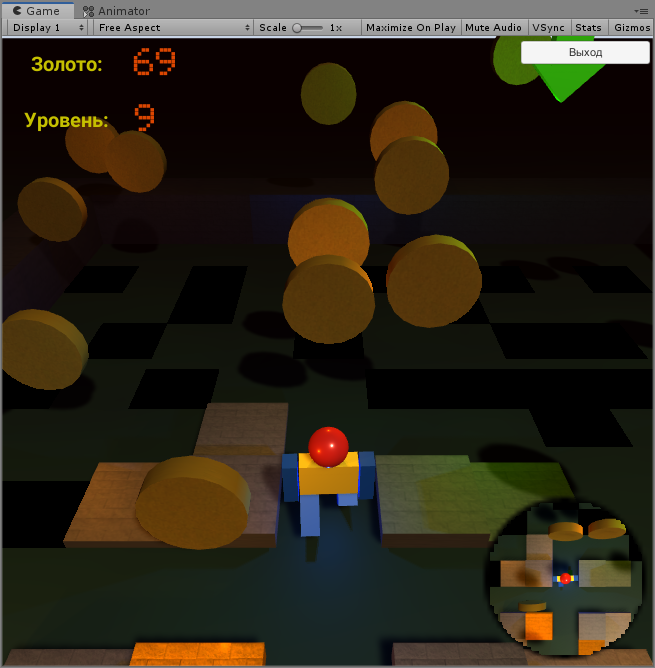 Game Animator
Display 1 Free Aspect Scale 1x Maximize On Play Mute Audio VSync Stats Gizmos
Выход
Золото: 69
Уровень: 9